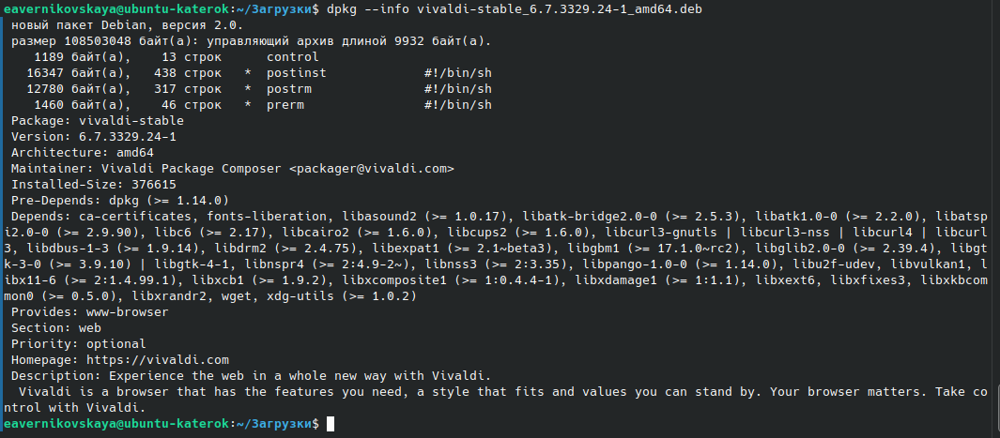 eavernikovskaya@ubuntu-katerok:~/Загрузки$ dpkg --info vivaldi-stable_6.7.3329.24-1_amd64.deb
новый пакет Debian, версия 2.0.
размер 108503048 байт(а): управляющий архив длиной 9932 байт(а).
1189 байт(а),    13 строк      control
16347 байт(а),   438 строк   *  postinst             #!/bin/sh
12780 байт(а),   317 строк   *  postrm               #!/bin/sh
1460 байт(а),    46 строк   *  prerm                #!/bin/sh
Package: vivaldi-stable
Version: 6.7.3329.24-1
Architecture: amd64
Maintainer: Vivaldi Package Composer <packager@vivaldi.com>
Installed-Size: 376615
Pre-Depends: dpkg (>= 1.14.0)
Depends: ca-certificates, fonts-liberation, libasound2 (>= 1.0.17), libatk-bridge2.0-0 (>= 2.5.3), libatk1.0-0 (>= 2.2.0), libatsp
i2.0-0 (>= 2.9.90), libc6 (>= 2.17), libcairo2 (>= 1.6.0), libcups2 (>= 1.6.0), libcurl3-gnutls | libcurl3-nss | libcurl4 | libcurl
3, libdbus-1-3 (>= 1.9.14), libdrm2 (>= 2.4.75), libexpat1 (>= 2.1~beta3), libgbm1 (>= 17.1.0~rc2), libglib2.0-0 (>= 2.39.4), libgt
k-3-0 (>= 3.9.10) | libgtk-4-1, libnspr4 (>= 2:4.9-2~), libnss3 (>= 2:3.35), libpango-1.0-0 (>= 1.14.0), libu2f-udev, libvulkan1, l
ibx11-6 (>= 2:1.4.99.1), libxcb1 (>= 1.9.2), libxcomposite1 (>= 1:0.4.4-1), libxdamage1 (>= 1:1.1), libxext6, libxfixes3, libxkbcom
mon0 (>= 0.5.0), libxrandr2, wget, xdg-utils (>= 1.0.2)
Provides: www-browser
Section: web
Priority: optional
Homepage: https://vivaldi.com
Description: Experience the web in a whole new way with Vivaldi.
Vivaldi is a browser that has the features you need, a style that fits and values you can stand by. Your browser matters. Take co
ntrol with Vivaldi.
eavernikovskaya@ubuntu-katerok:~/Загрузки$